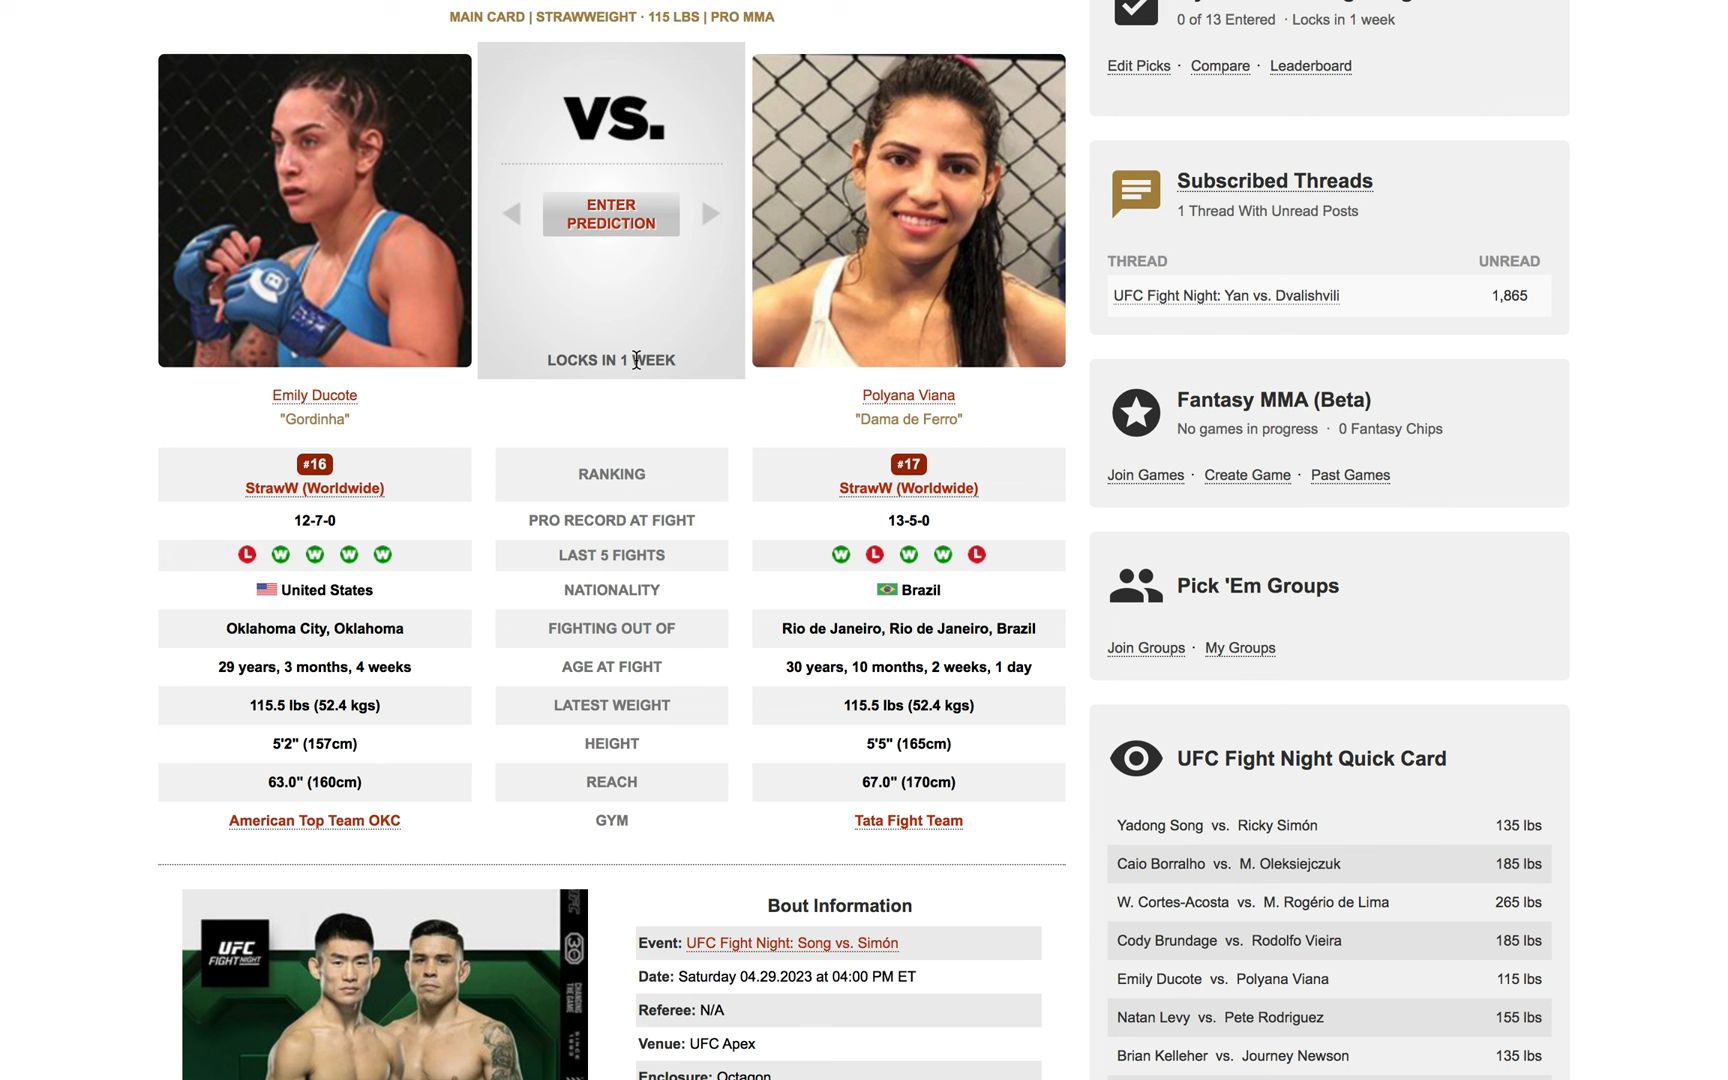 MAIN CARD | STRAWWEIGHT · 115 LBS | PRO MMA
VS.
ENTER
PREDICTION
LOCKS IN 1 WEEK
Emily Ducote
"Gordinha"
Polyana Viana
"Dama de Ferro"
#16
StrawW (Worldwide)
RANKING
#17
StrawW (Worldwide)
12-7-0 PRO RECORD AT FIGHT 13-5-0
L W W W W LAST 5 FIGHTS W L W W L
United States NATIONALITY Brazil
Oklahoma City, Oklahoma FIGHTING OUT OF Rio de Janeiro, Rio de Janeiro, Brazil
29 years, 3 months, 4 weeks AGE AT FIGHT 30 years, 10 months, 2 weeks, 1 day
115.5 lbs (52.4 kgs) LATEST WEIGHT 115.5 lbs (52.4 kgs)
5'2" (157cm) HEIGHT 5'5" (165cm)
63.0" (160cm) REACH 67.0" (170cm)
American Top Team OKC GYM Tata Fight Team
UFC
FIGHT NIGHT
UFC
30
CHANGING
THE GAME
SINCE
1993
Bout Information
Event: UFC Fight Night: Song vs. Simón
Date: Saturday 04.29.2023 at 04:00 PM ET
Referee: N/A
Venue: UFC Apex
Enclosure: Octagon
0 of 13 Entered · Locks in 1 week
Edit Picks · Compare · Leaderboard
Subscribed Threads
1 Thread With Unread Posts
THREAD UNREAD
UFC Fight Night: Yan vs. Dvalishvili 1,865
Fantasy MMA (Beta)
No games in progress · 0 Fantasy Chips
Join Games · Create Game · Past Games
Pick 'Em Groups
Join Groups · My Groups
UFC Fight Night Quick Card
Yadong Song vs. Ricky Simón 135 lbs
Caio Borralho vs. M. Oleksiejczuk 185 lbs
W. Cortes-Acosta vs. M. Rogério de Lima 265 lbs
Cody Brundage vs. Rodolfo Vieira 185 lbs
Emily Ducote vs. Polyana Viana 115 lbs
Natan Levy vs. Pete Rodriguez 155 lbs
Brian Kelleher vs. Journey Newson 135 lbs